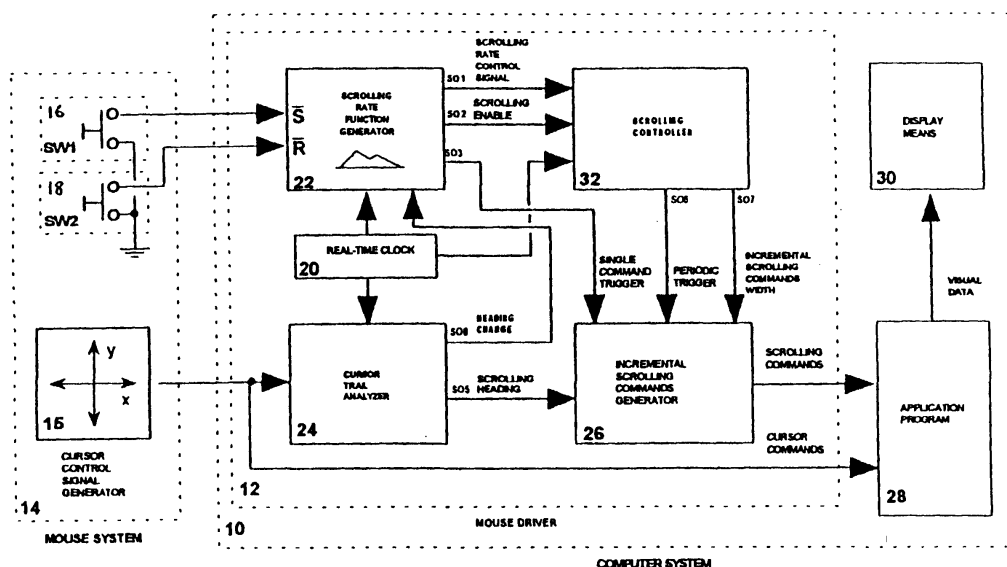 16
SW1
18
SW2
15
CURSOR
CONTROL
SIGNAL
GENERATOR
14
MOUSE SYSTEM
S̅
R̅
SCROLLING
RATE
FUNCTION
GENERATOR
22
SO1
SCROLLING
RATE
CONTROL
SIGNAL
SO2
SCROLLING
ENABLE
SO3
SCROLLING
CONTROLLER
32
SO6
SO7
REAL-TIME CLOCK
20
SINGLE
COMMAND
TRIGGER
PERIODIC
TRIGGER
INCREMENTAL
SCROLLING
COMMANDS
WIDTH
y
x
CURSOR
TRAIL
ANALYZER
24
HEADING
CHANGE
SO5
SCROLLING
HEADING
INCREMENTAL
SCROLLING
COMMANDS
GENERATOR
26
SCROLLING
COMMANDS
CURSOR
COMMANDS
DISPLAY
MEANS
30
VISUAL
DATA
APPLICATION
PROGRAM
28
12
10
MOUSE DRIVER
COMPUTER SYSTEM